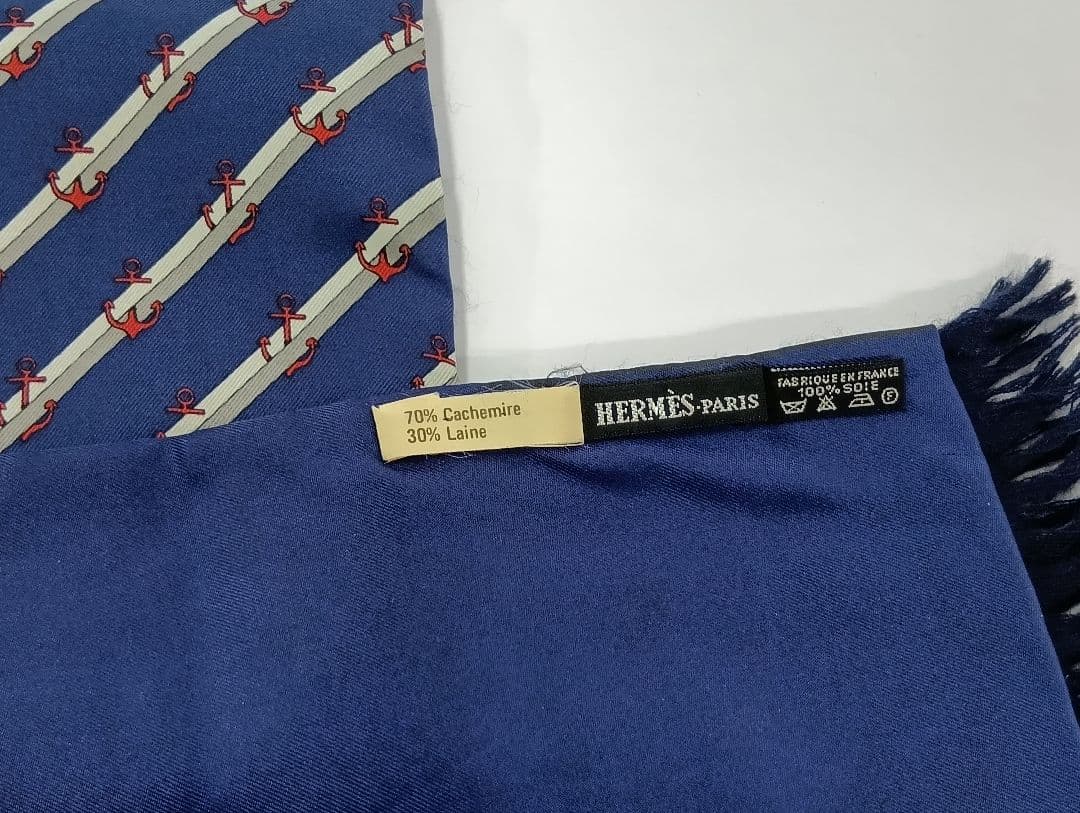 70% Cachemire
30% Laine
HERMÈS-PARIS
FABRIQUE EN FRANCE
100% SOIE
F